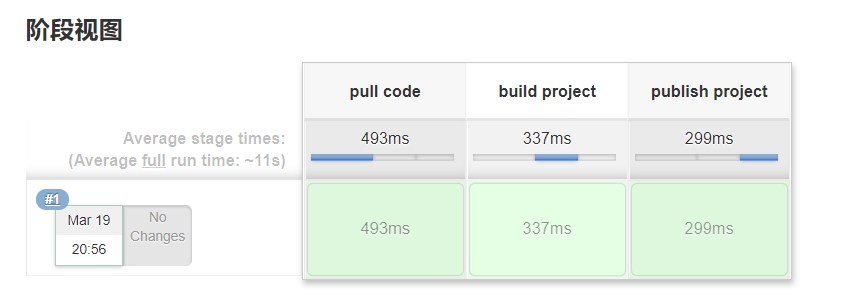 阶段视图
pull code
build project
publish project
Average stage times:
(Average full run time: ~11s)
493ms
337ms
299ms
#1
Mar 19
20:56
No
Changes
493ms
337ms
299ms